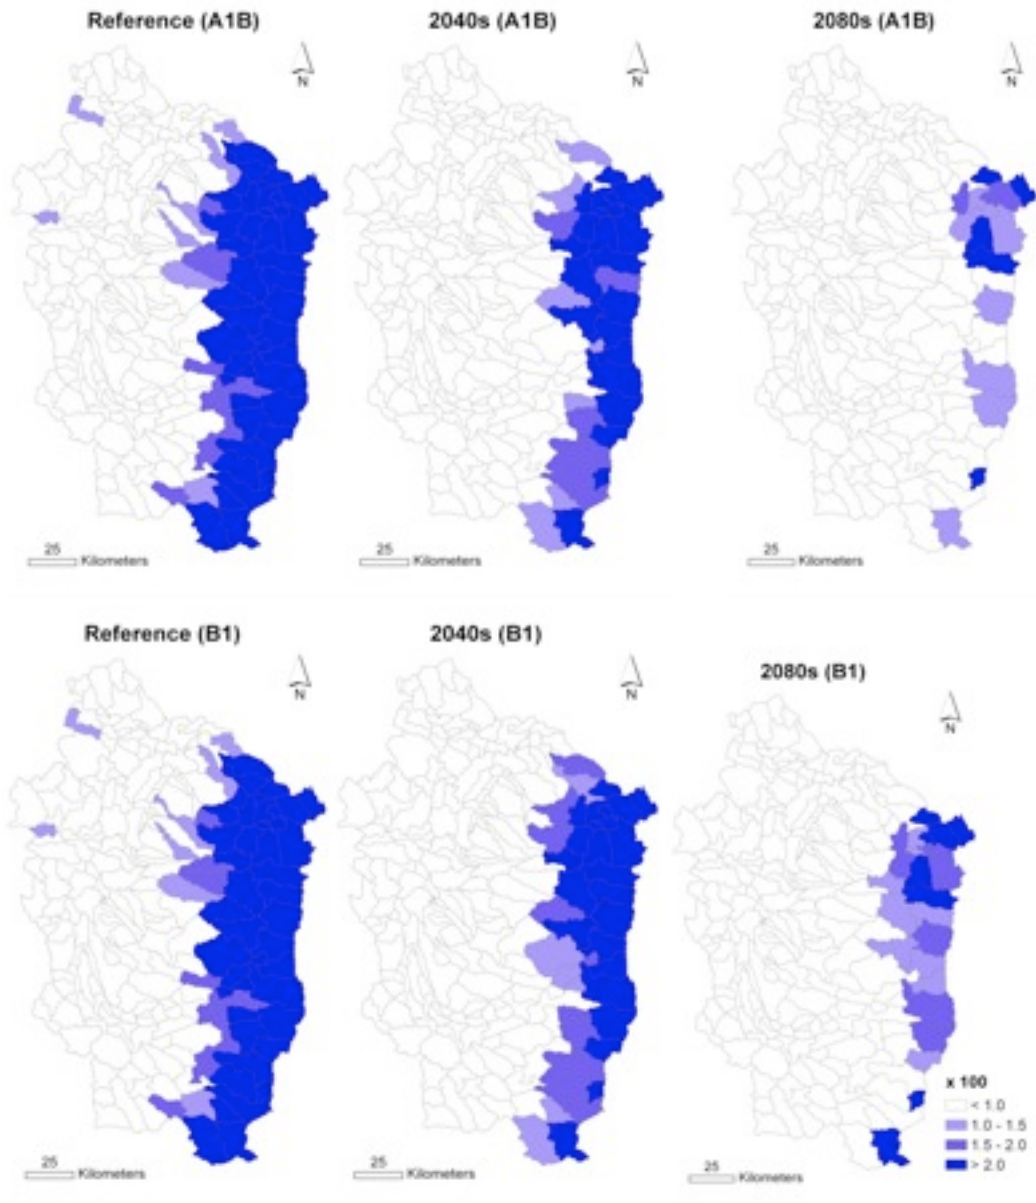 Reference (A1B)
2040s (A1B)
2080s (A1B)
N
N
N
25
Kilometers
25
Kilometers
25
Kilometers
Reference (B1)
2040s (B1)
2080s (B1)
N
N
N
x 100
< 1.0
1.0 - 1.5
1.5 - 2.0
> 2.0
25
Kilometers
25
Kilometers
25
Kilometers